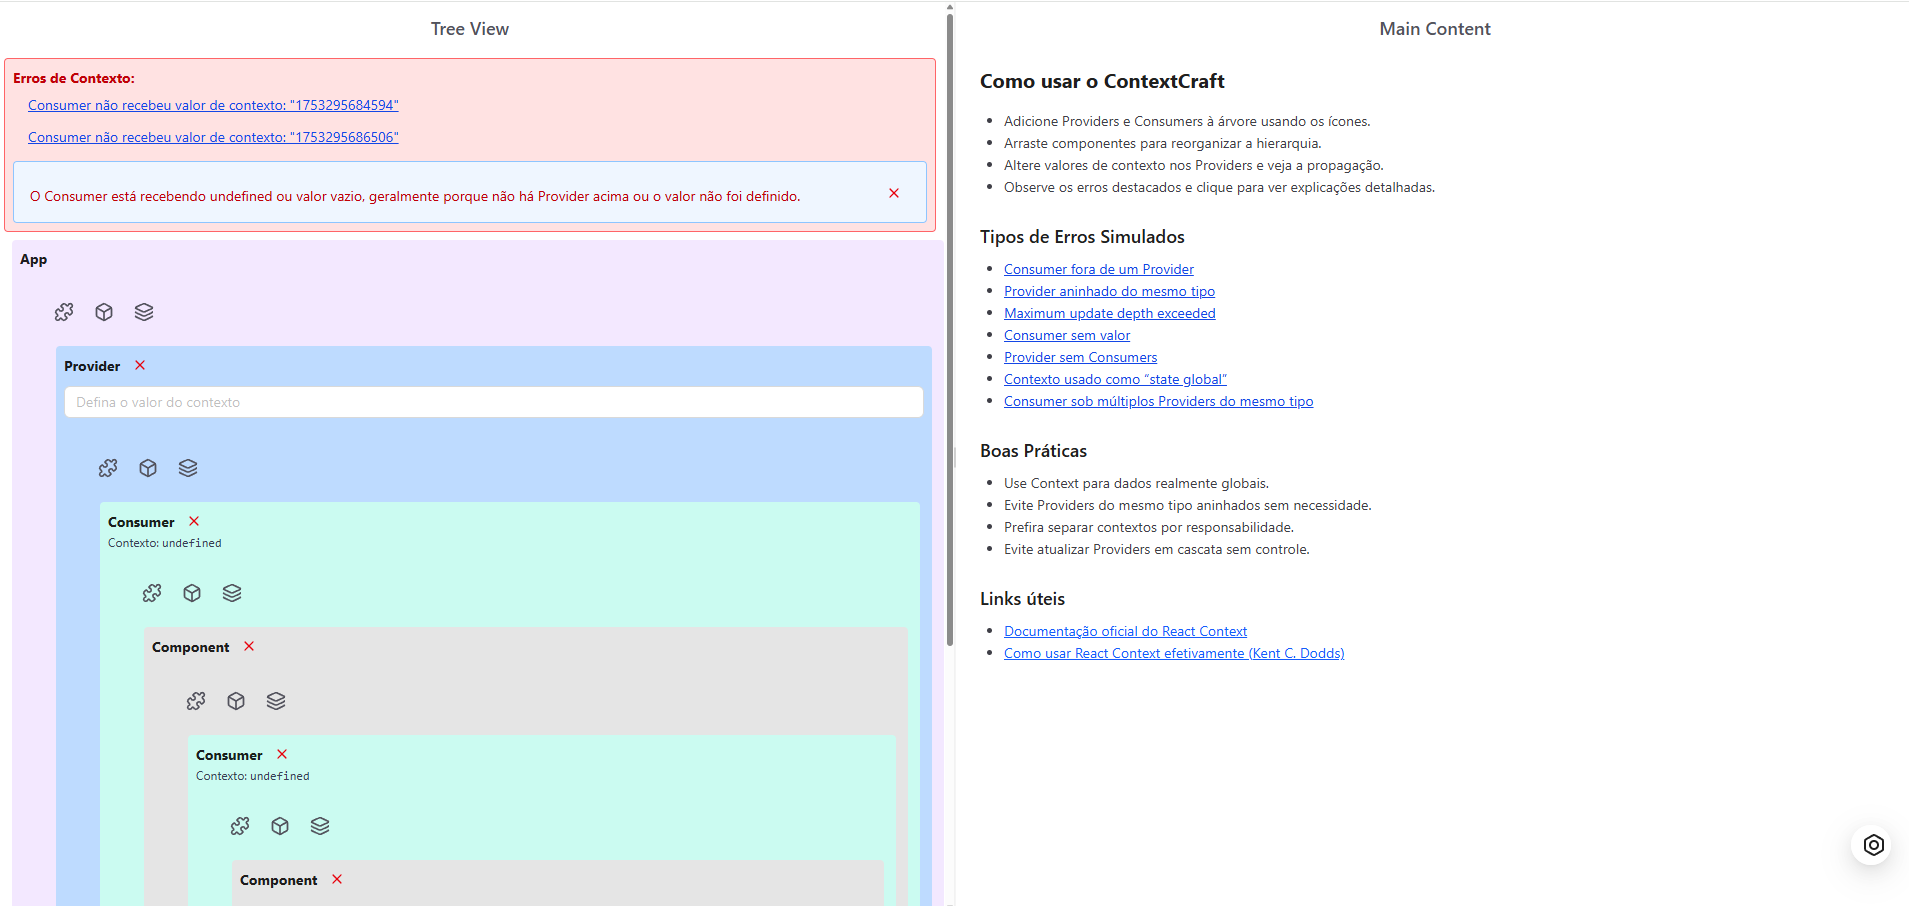 Tree View
Erros de Contexto:
Consumer não recebeu valor de contexto: "1753295684594"
Consumer não recebeu valor de contexto: "1753295686506"
O Consumer está recebendo undefined ou valor vazio, geralmente porque não há Provider acima ou o valor não foi definido.
App
Provider
Defina o valor do contexto
Consumer
Contexto: undefined
Component
Consumer
Contexto: undefined
Component
Main Content
Como usar o ContextCraft
Adicione Providers e Consumers à árvore usando os ícones.
Arraste componentes para reorganizar a hierarquia.
Altere valores de contexto nos Providers e veja a propagação.
Observe os erros destacados e clique para ver explicações detalhadas.
Tipos de Erros Simulados
Consumer fora de um Provider
Provider aninhado do mesmo tipo
Maximum update depth exceeded
Consumer sem valor
Provider sem Consumers
Contexto usado como “state global”
Consumer sob múltiplos Providers do mesmo tipo
Boas Práticas
Use Context para dados realmente globais.
Evite Providers do mesmo tipo aninhados sem necessidade.
Prefira separar contextos por responsabilidade.
Evite atualizar Providers em cascata sem controle.
Links úteis
Documentação oficial do React Context
Como usar React Context efetivamente (Kent C. Dodds)